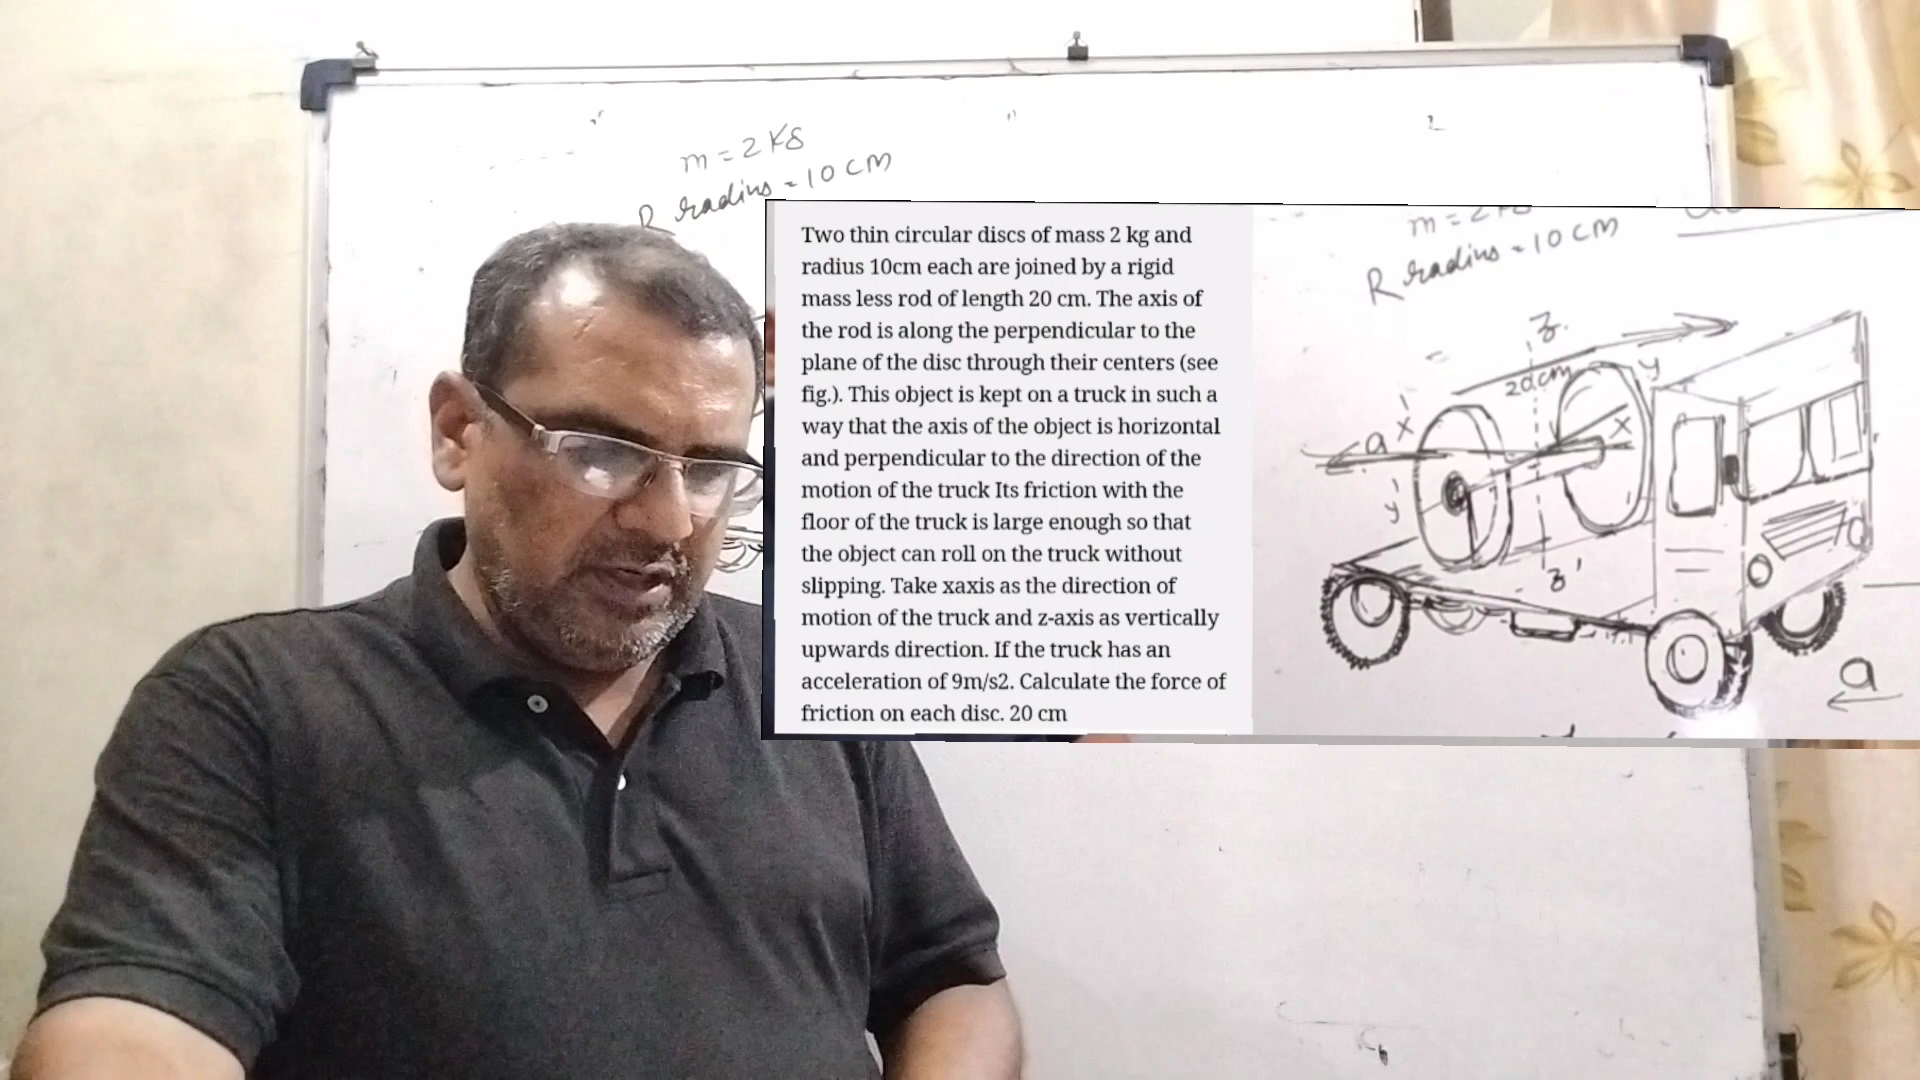 m = 2 KG
R radius = 10 CM
Two thin circular discs of mass 2 kg and
radius 10cm each are joined by a rigid
mass less rod of length 20 cm. The axis of
the rod is along the perpendicular to the
plane of the disc through their centers (see
fig.). This object is kept on a truck in such a
way that the axis of the object is horizontal
and perpendicular to the direction of the
motion of the truck Its friction with the
floor of the truck is large enough so that
the object can roll on the truck without
slipping. Take xaxis as the direction of
motion of the truck and z-axis as vertically
upwards direction. If the truck has an
acceleration of 9m/s2. Calculate the force of
friction on each disc. 20 cm
R radius = 10 CM
z
20cm
y
x'
x
a
y'
z'
a